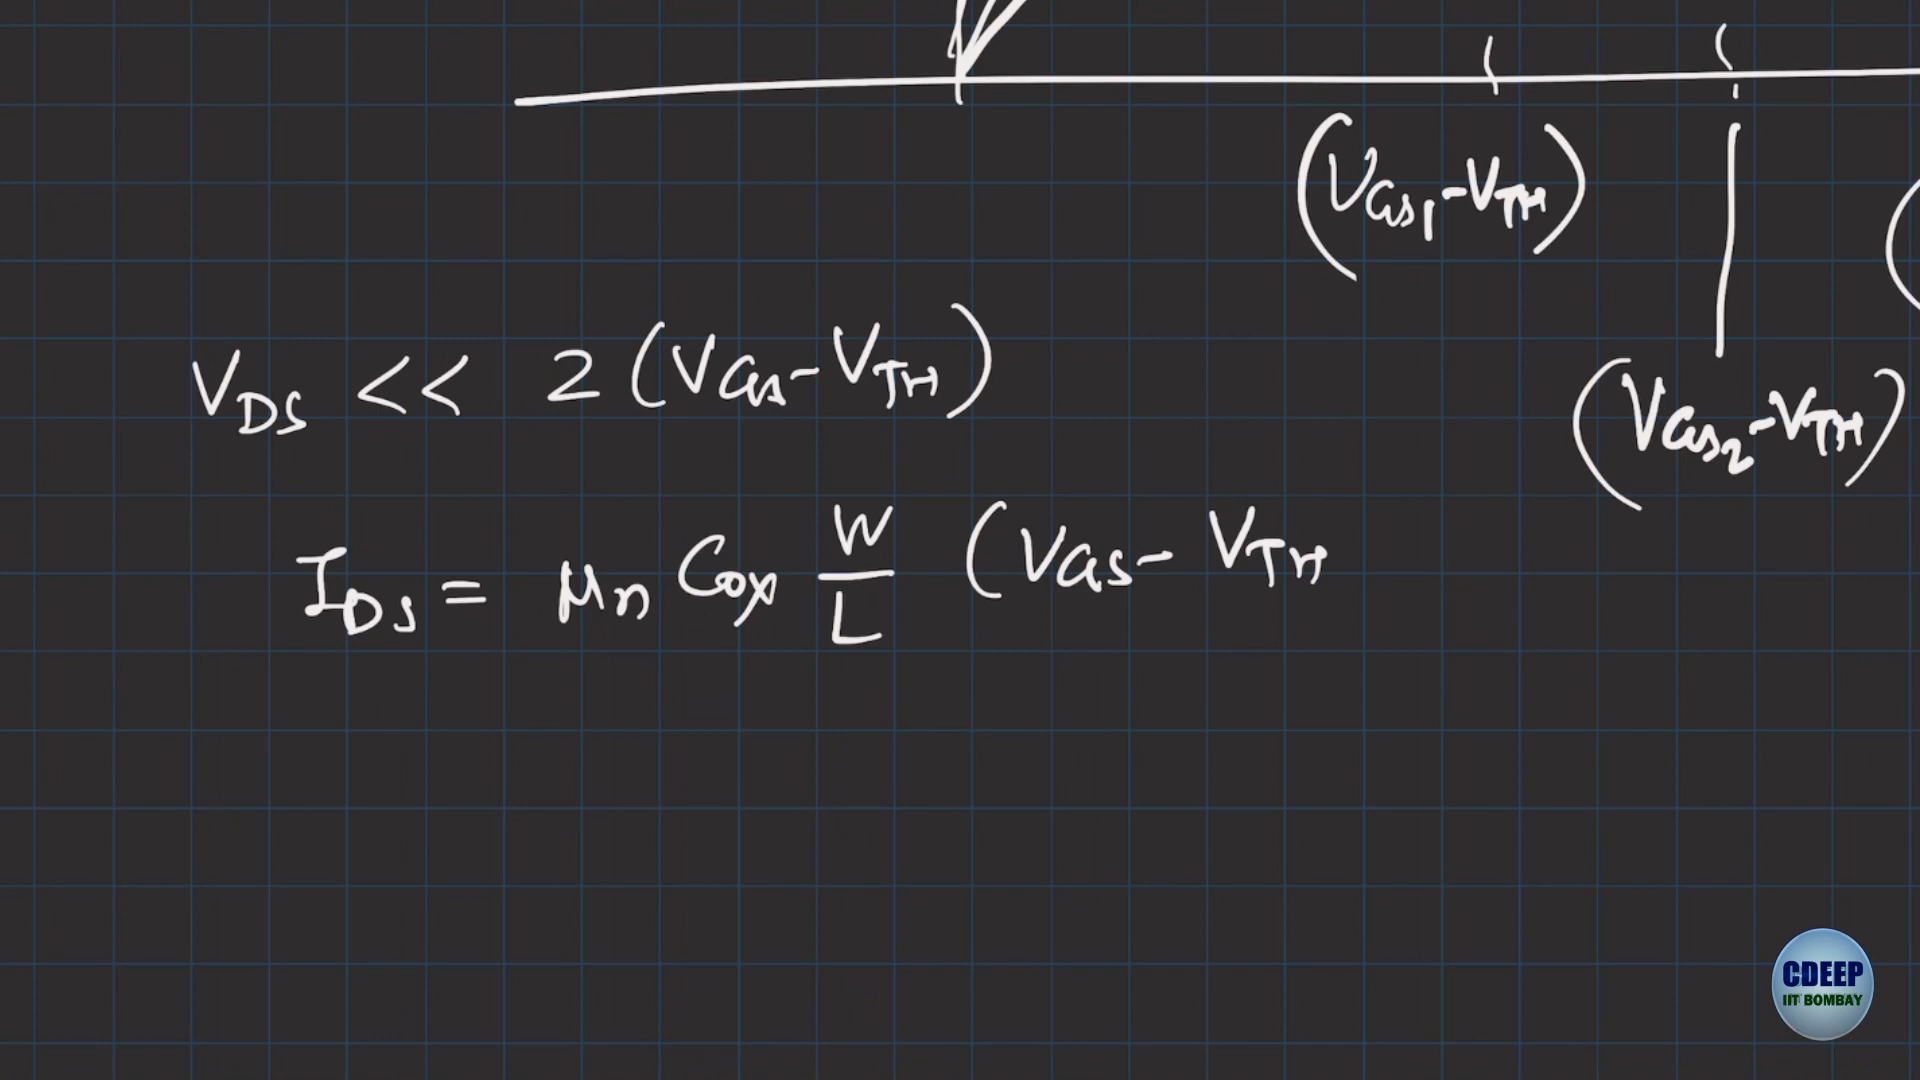 (VGS1-VTH)
VDS << 2 (VGS-VTH)
(VGS2-VTH)
IDS = μn Cox W/L (VGS- VTH
CDEEP
IIT BOMBAY